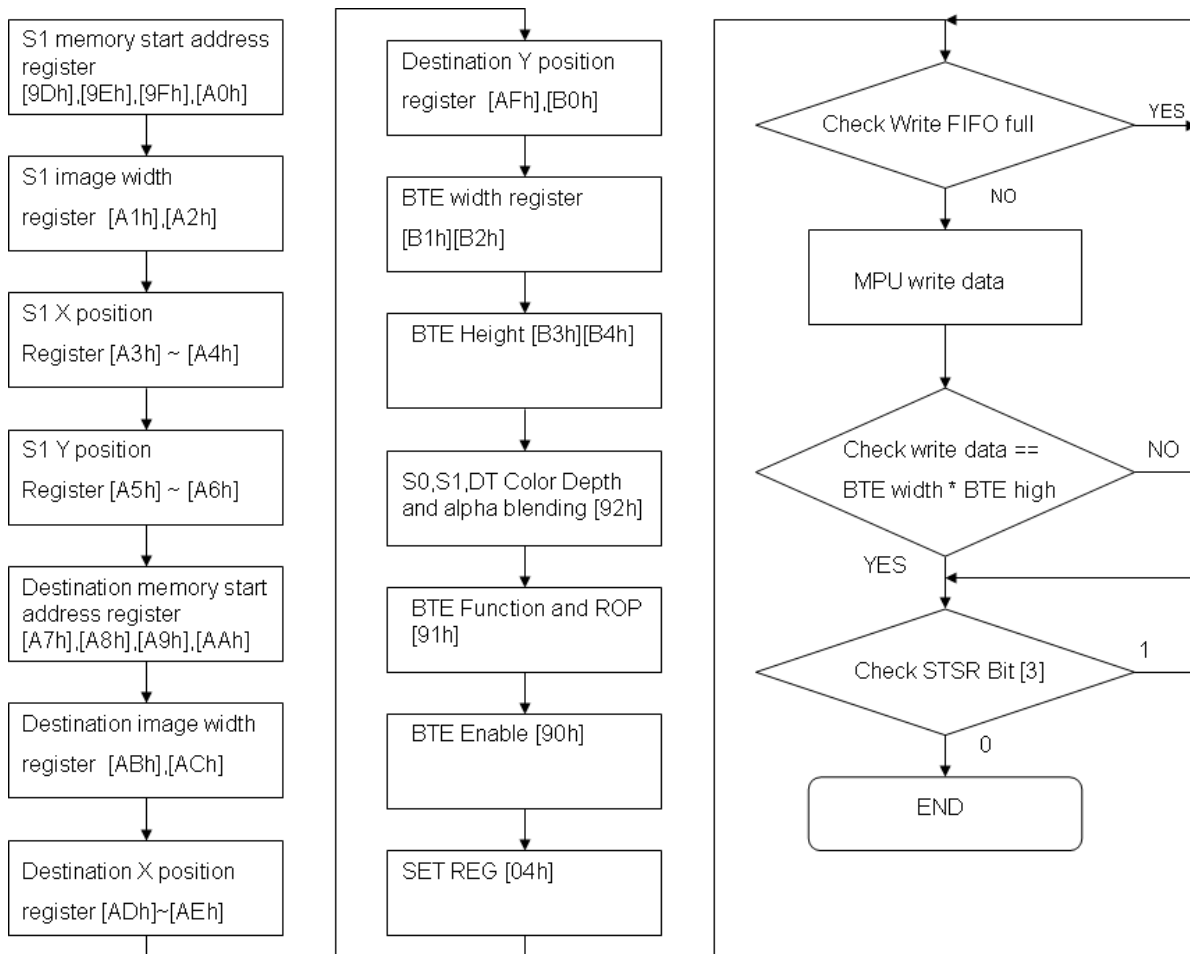 S1 memory start address
register
[9Dh],[9Eh],[9Fh],[A0h]
S1 image width
register [A1h],[A2h]
S1 X position
Register [A3h] ~ [A4h]
S1 Y position
Register [A5h] ~ [A6h]
Destination memory start
address register
[A7h],[A8h],[A9h],[AAh]
Destination image width
register [ABh],[ACh]
Destination X position
register [ADh]~[AEh]
Destination Y position
register [AFh],[B0h]
BTE width register
[B1h][B2h]
BTE Height [B3h][B4h]
S0,S1,DT Color Depth
and alpha blending [92h]
BTE Function and ROP
[91h]
BTE Enable [90h]
SET REG [04h]
Check Write FIFO full
YES
NO
MPU write data
Check write data ==
BTE width * BTE high
NO
YES
Check STSR Bit [3]
1
0
END